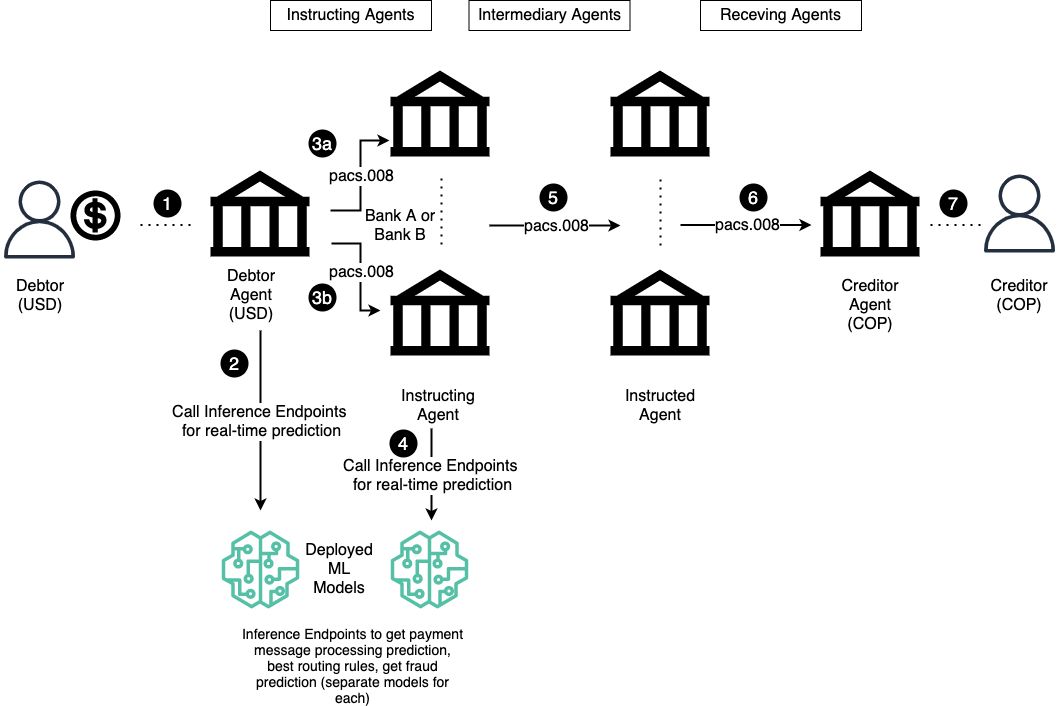 Instructing Agents
Intermediary Agents
Receving Agents
3a
pacs.008
1
Bank A or
Bank B
5
pacs.008
6
pacs.008
7
pacs.008
3b
Debtor
(USD)
Debtor
Agent
(USD)
Creditor
Agent
(COP)
Creditor
(COP)
2
Call Inference Endpoints
for real-time prediction
Instructing
Agent
Instructed
Agent
4
Call Inference Endpoints
for real-time prediction
Deployed
ML
Models
Inference Endpoints to get payment
message processing prediction,
best routing rules, get fraud
prediction (separate models for
each)